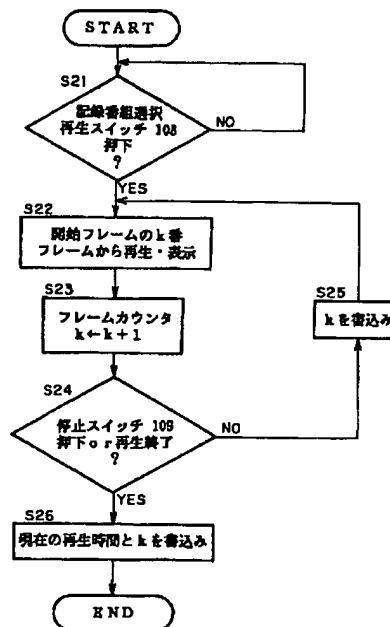 START
S21
記録番組選択
再生スイッチ 108
押下
?
NO
YES
S22
開始フレームのk番
フレームから再生・表示
S25
kを書込み
S23
フレームカウンタ
k←k+1
S24
停止スイッチ 109
押下or再生終了
?
NO
YES
S26
現在の再生時間とkを書込み
END